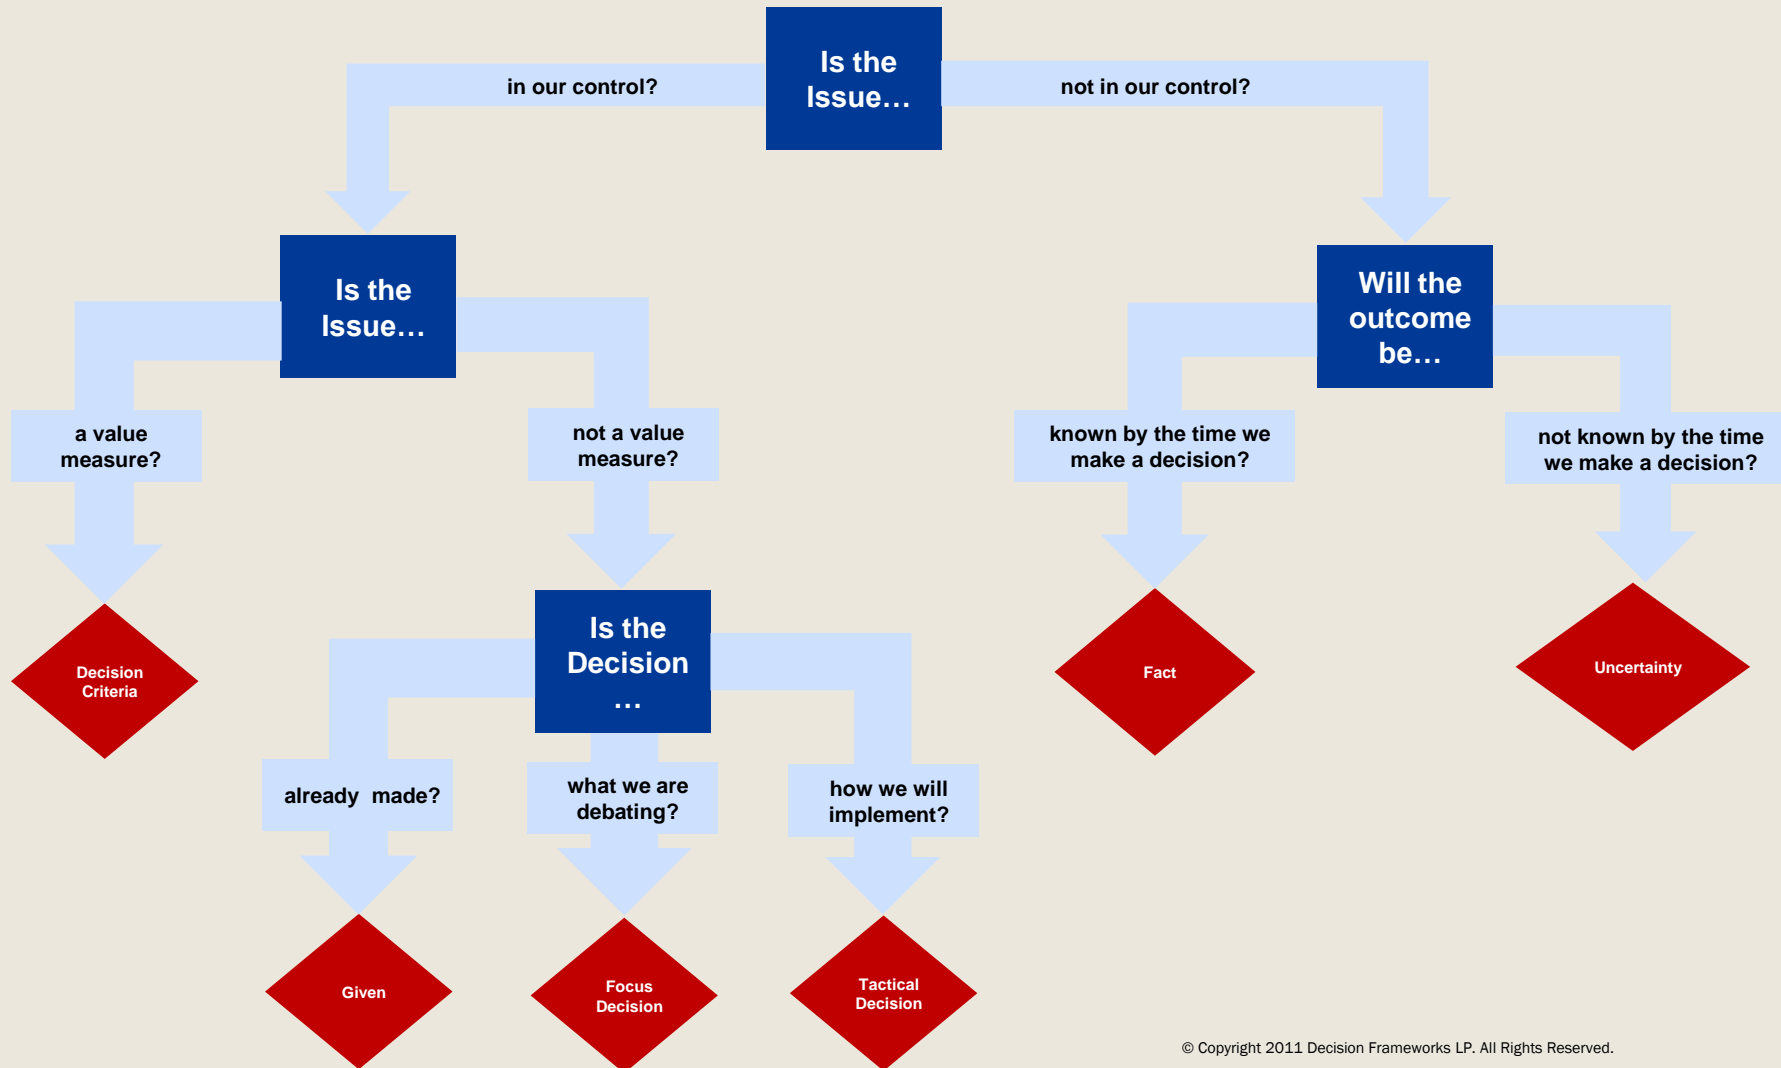 Is the
Issue…
in our control?
not in our control?
Is the
Issue…
Will the
outcome
be…
a value
measure?
not a value
measure?
known by the time we
make a decision?
not known by the time
we make a decision?
Is the
Decision
…
Decision
Criteria
Fact
Uncertainty
already made?
what we are
debating?
how we will
implement?
Given
Focus
Decision
Tactical
Decision
© Copyright 2011 Decision Frameworks LP. All Rights Reserved.